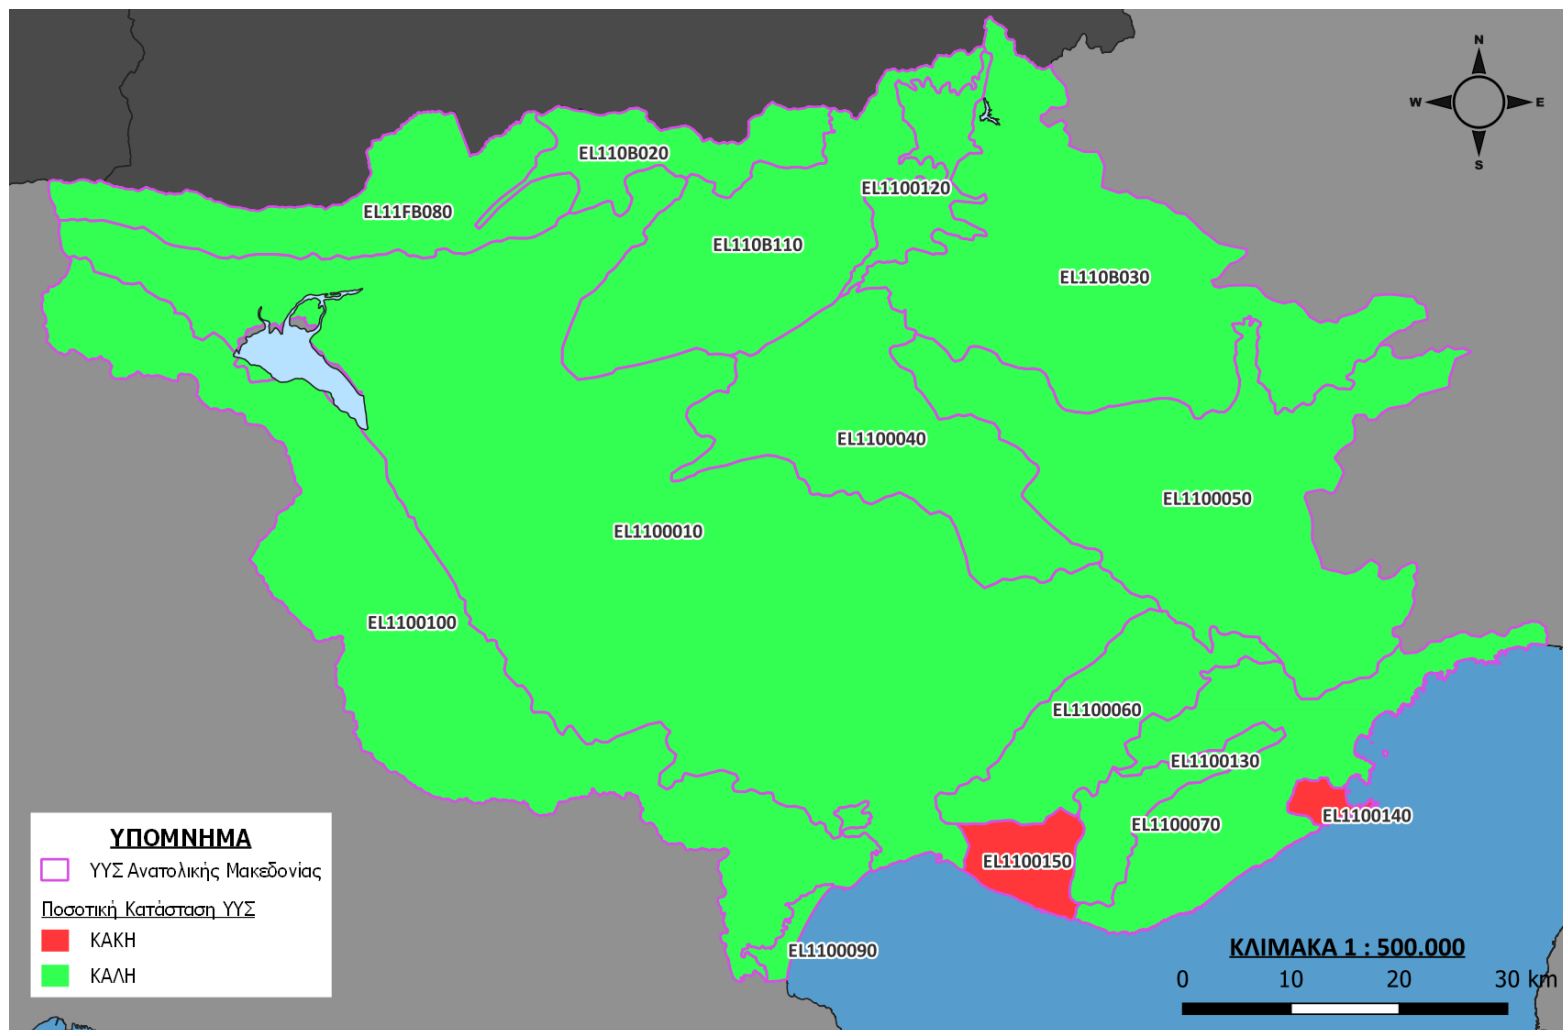 N
W
E
S
EL110B020
EL1100120
EL11FB080
EL110B110
EL110B030
EL1100040
EL1100050
EL1100010
EL1100100
EL1100060
EL1100130
EL1100140
EL1100070
EL1100150
EL1100090
ΥΠΟΜΝΗΜΑ
ΥΥΣ Ανατολικής Μακεδονίας
Ποσοτική Κατάσταση ΥΥΣ
ΚΑΚΗ
ΚΑΛΗ
ΚΛΙΜΑΚΑ 1 : 500.000
0 10 20 30 km